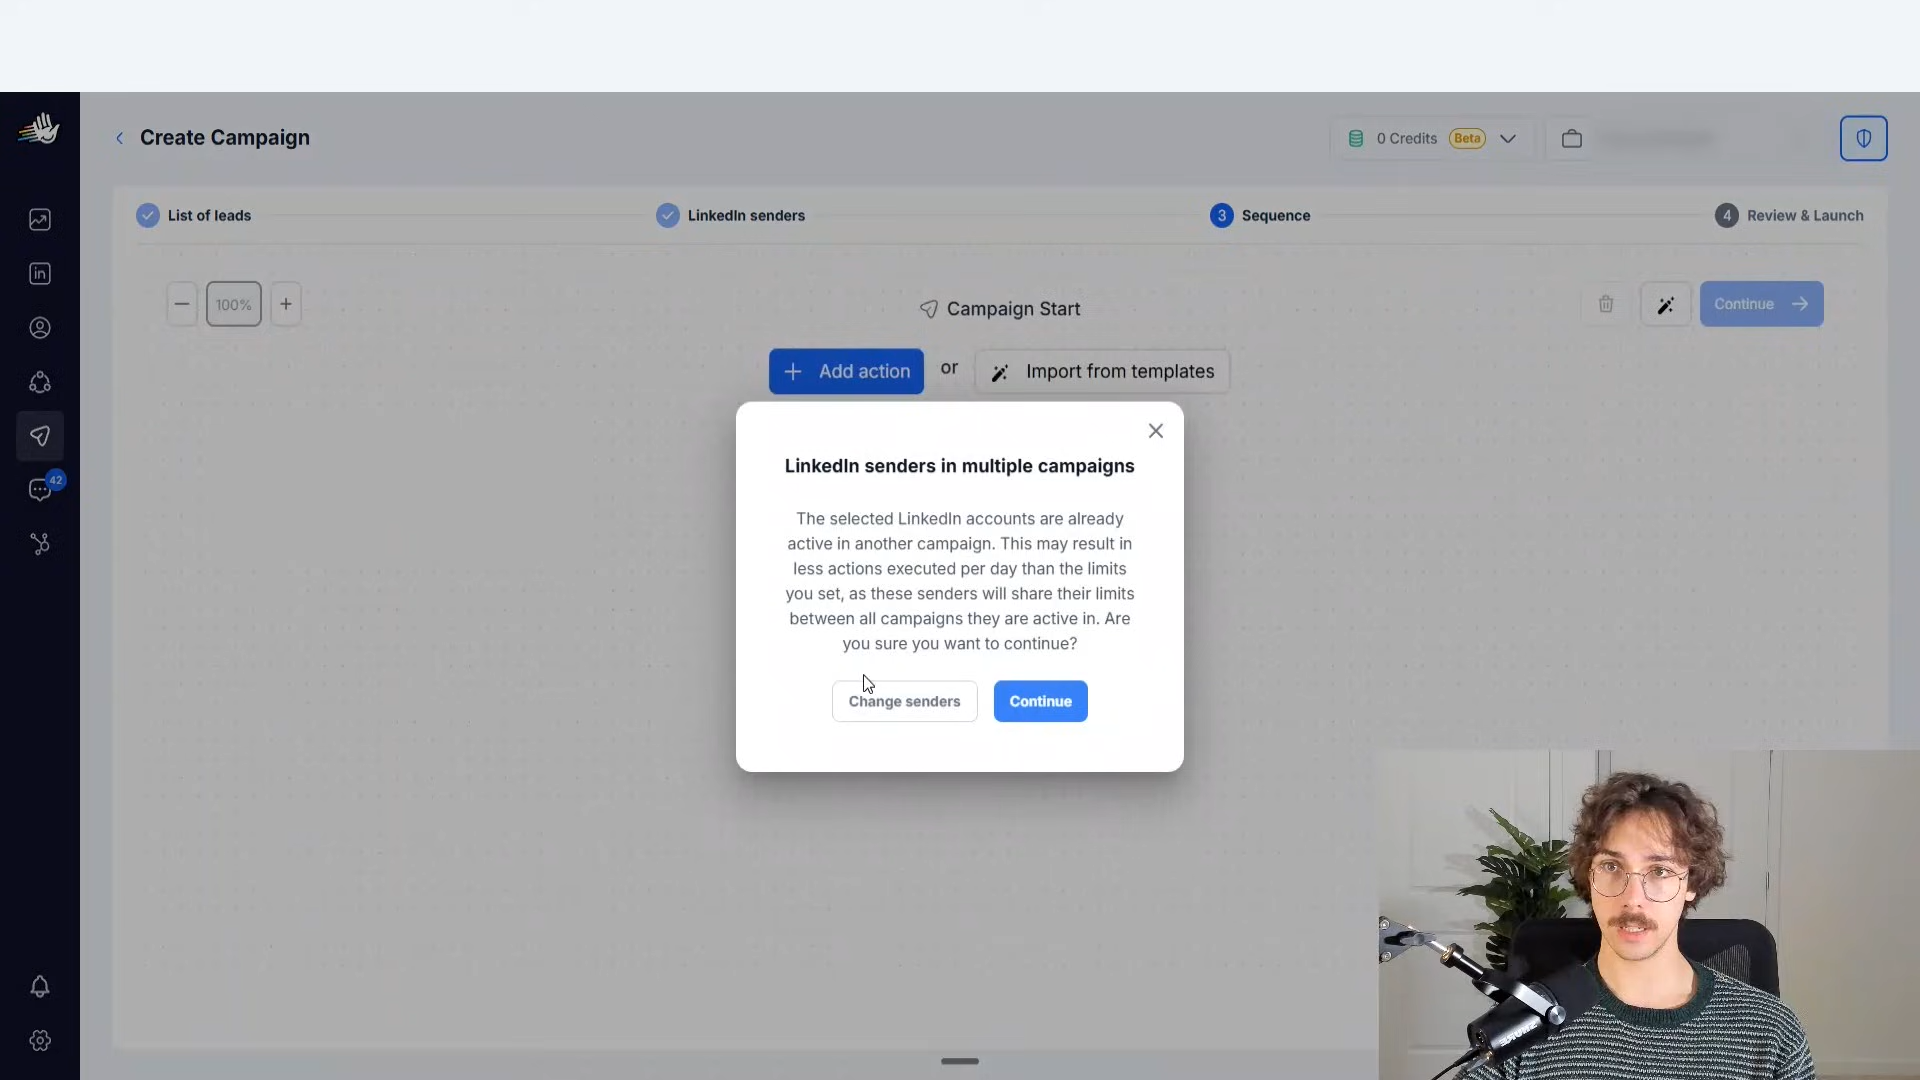 Create Campaign
0 Credits Beta
List of leads
LinkedIn senders
3 Sequence
4 Review & Launch
100%
Campaign Start
Continue
Add action
or
Import from templates
LinkedIn senders in multiple campaigns
The selected LinkedIn accounts are already
active in another campaign. This may result in
less actions executed per day than the limits
you set, as these senders will share their limits
between all campaigns they are active in. Are
you sure you want to continue?
Change senders
Continue
42
in